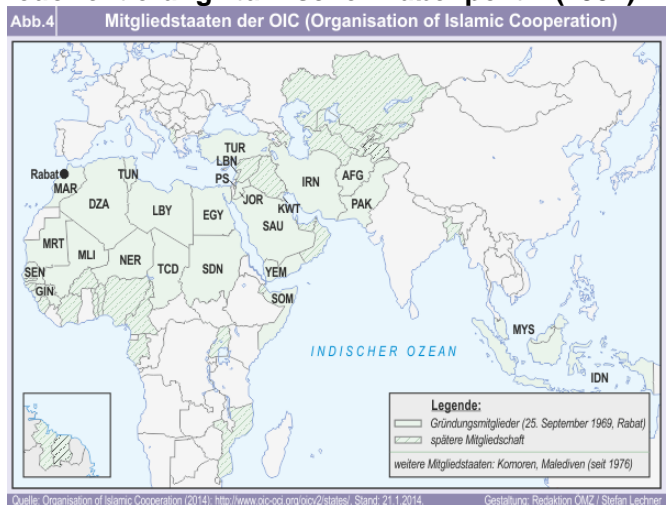 Abb.4
Mitgliedstaaten der OIC (Organisation of Islamic Cooperation)
TUR
LBN
Rabat
TUN
PS
MAR
IRN
AFG
JOR
KWT
DZA
PAK
LBY
EGY
SAU
MRT
MLI
NER
TCD
SDN
YEM
SEN
GIN
SOM
MYS
INDISCHER OZEAN
IDN
Legende:
Gründungsmitglieder (25. September 1969, Rabat)
spätere Mitgliedschaft
weitere Mitgliedstaaten: Komoren, Malediven (seit 1976)
Quelle: Organisation of Islamic Cooperation (2014): http://www.oic-oci.org/oicv2/states/, Stand: 21.1.2014.
Gestaltung: Redaktion ÖMZ / Stefan Lechner